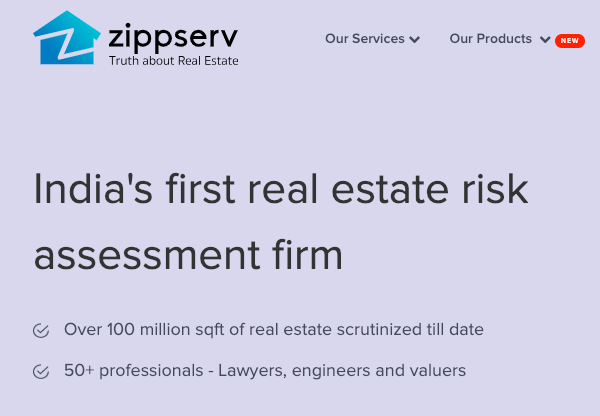 zippserv
Truth about Real Estate
Our Services
Our Products
NEW
India's first real estate risk
assessment firm
Over 100 million sqft of real estate scrutinized till date
50+ professionals - Lawyers, engineers and valuers